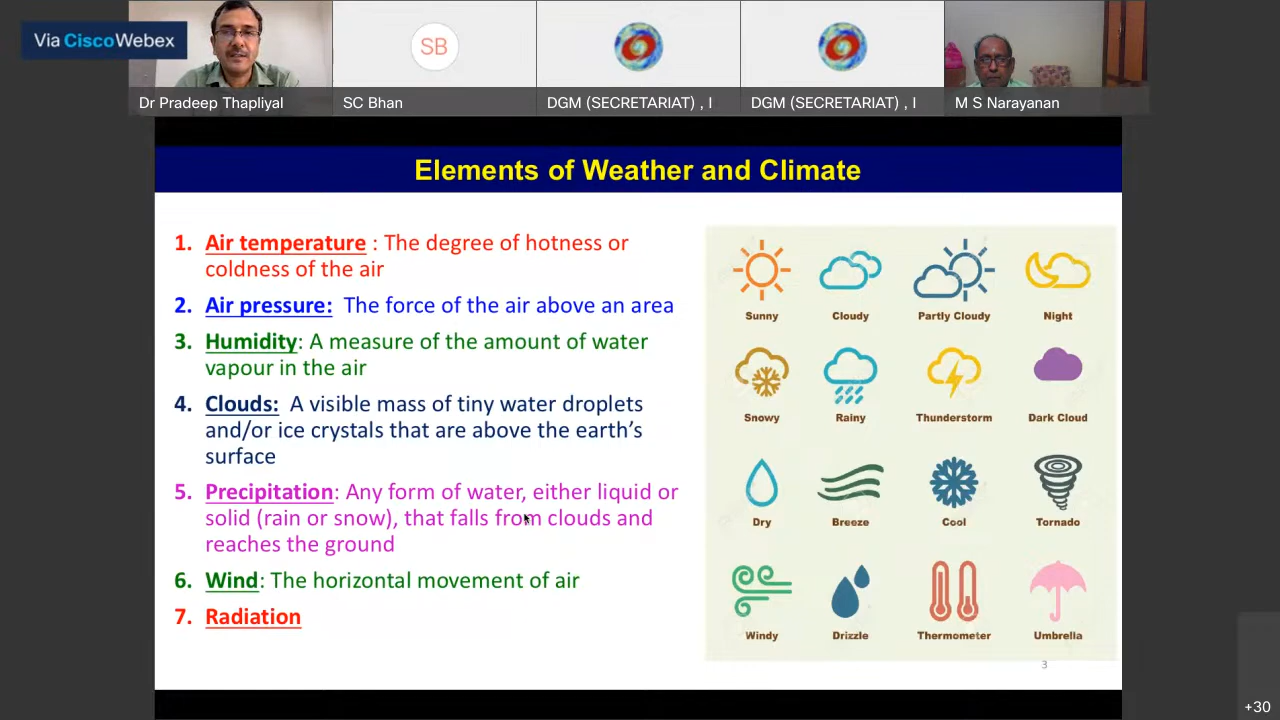 Via Cisco Webex
SB
Dr Pradeep Thapliyal
SC Bhan
DGM (SECRETARIAT) , I
DGM (SECRETARIAT) , I
M S Narayanan
Elements of Weather and Climate
1. Air temperature : The degree of hotness or
coldness of the air
2. Air pressure: The force of the air above an area
3. Humidity: A measure of the amount of water
vapour in the air
4. Clouds: A visible mass of tiny water droplets
and/or ice crystals that are above the earth's
surface
5. Precipitation: Any form of water, either liquid or
solid (rain or snow), that falls from clouds and
reaches the ground
6. Wind: The horizontal movement of air
7. Radiation
Sunny
Cloudy
Partly Cloudy
Night
Snowy
Rainy
Thunderstorm
Dark Cloud
Dry
Breeze
Cool
Tornado
Windy
Drizzle
Thermometer
Umbrella
3
+30